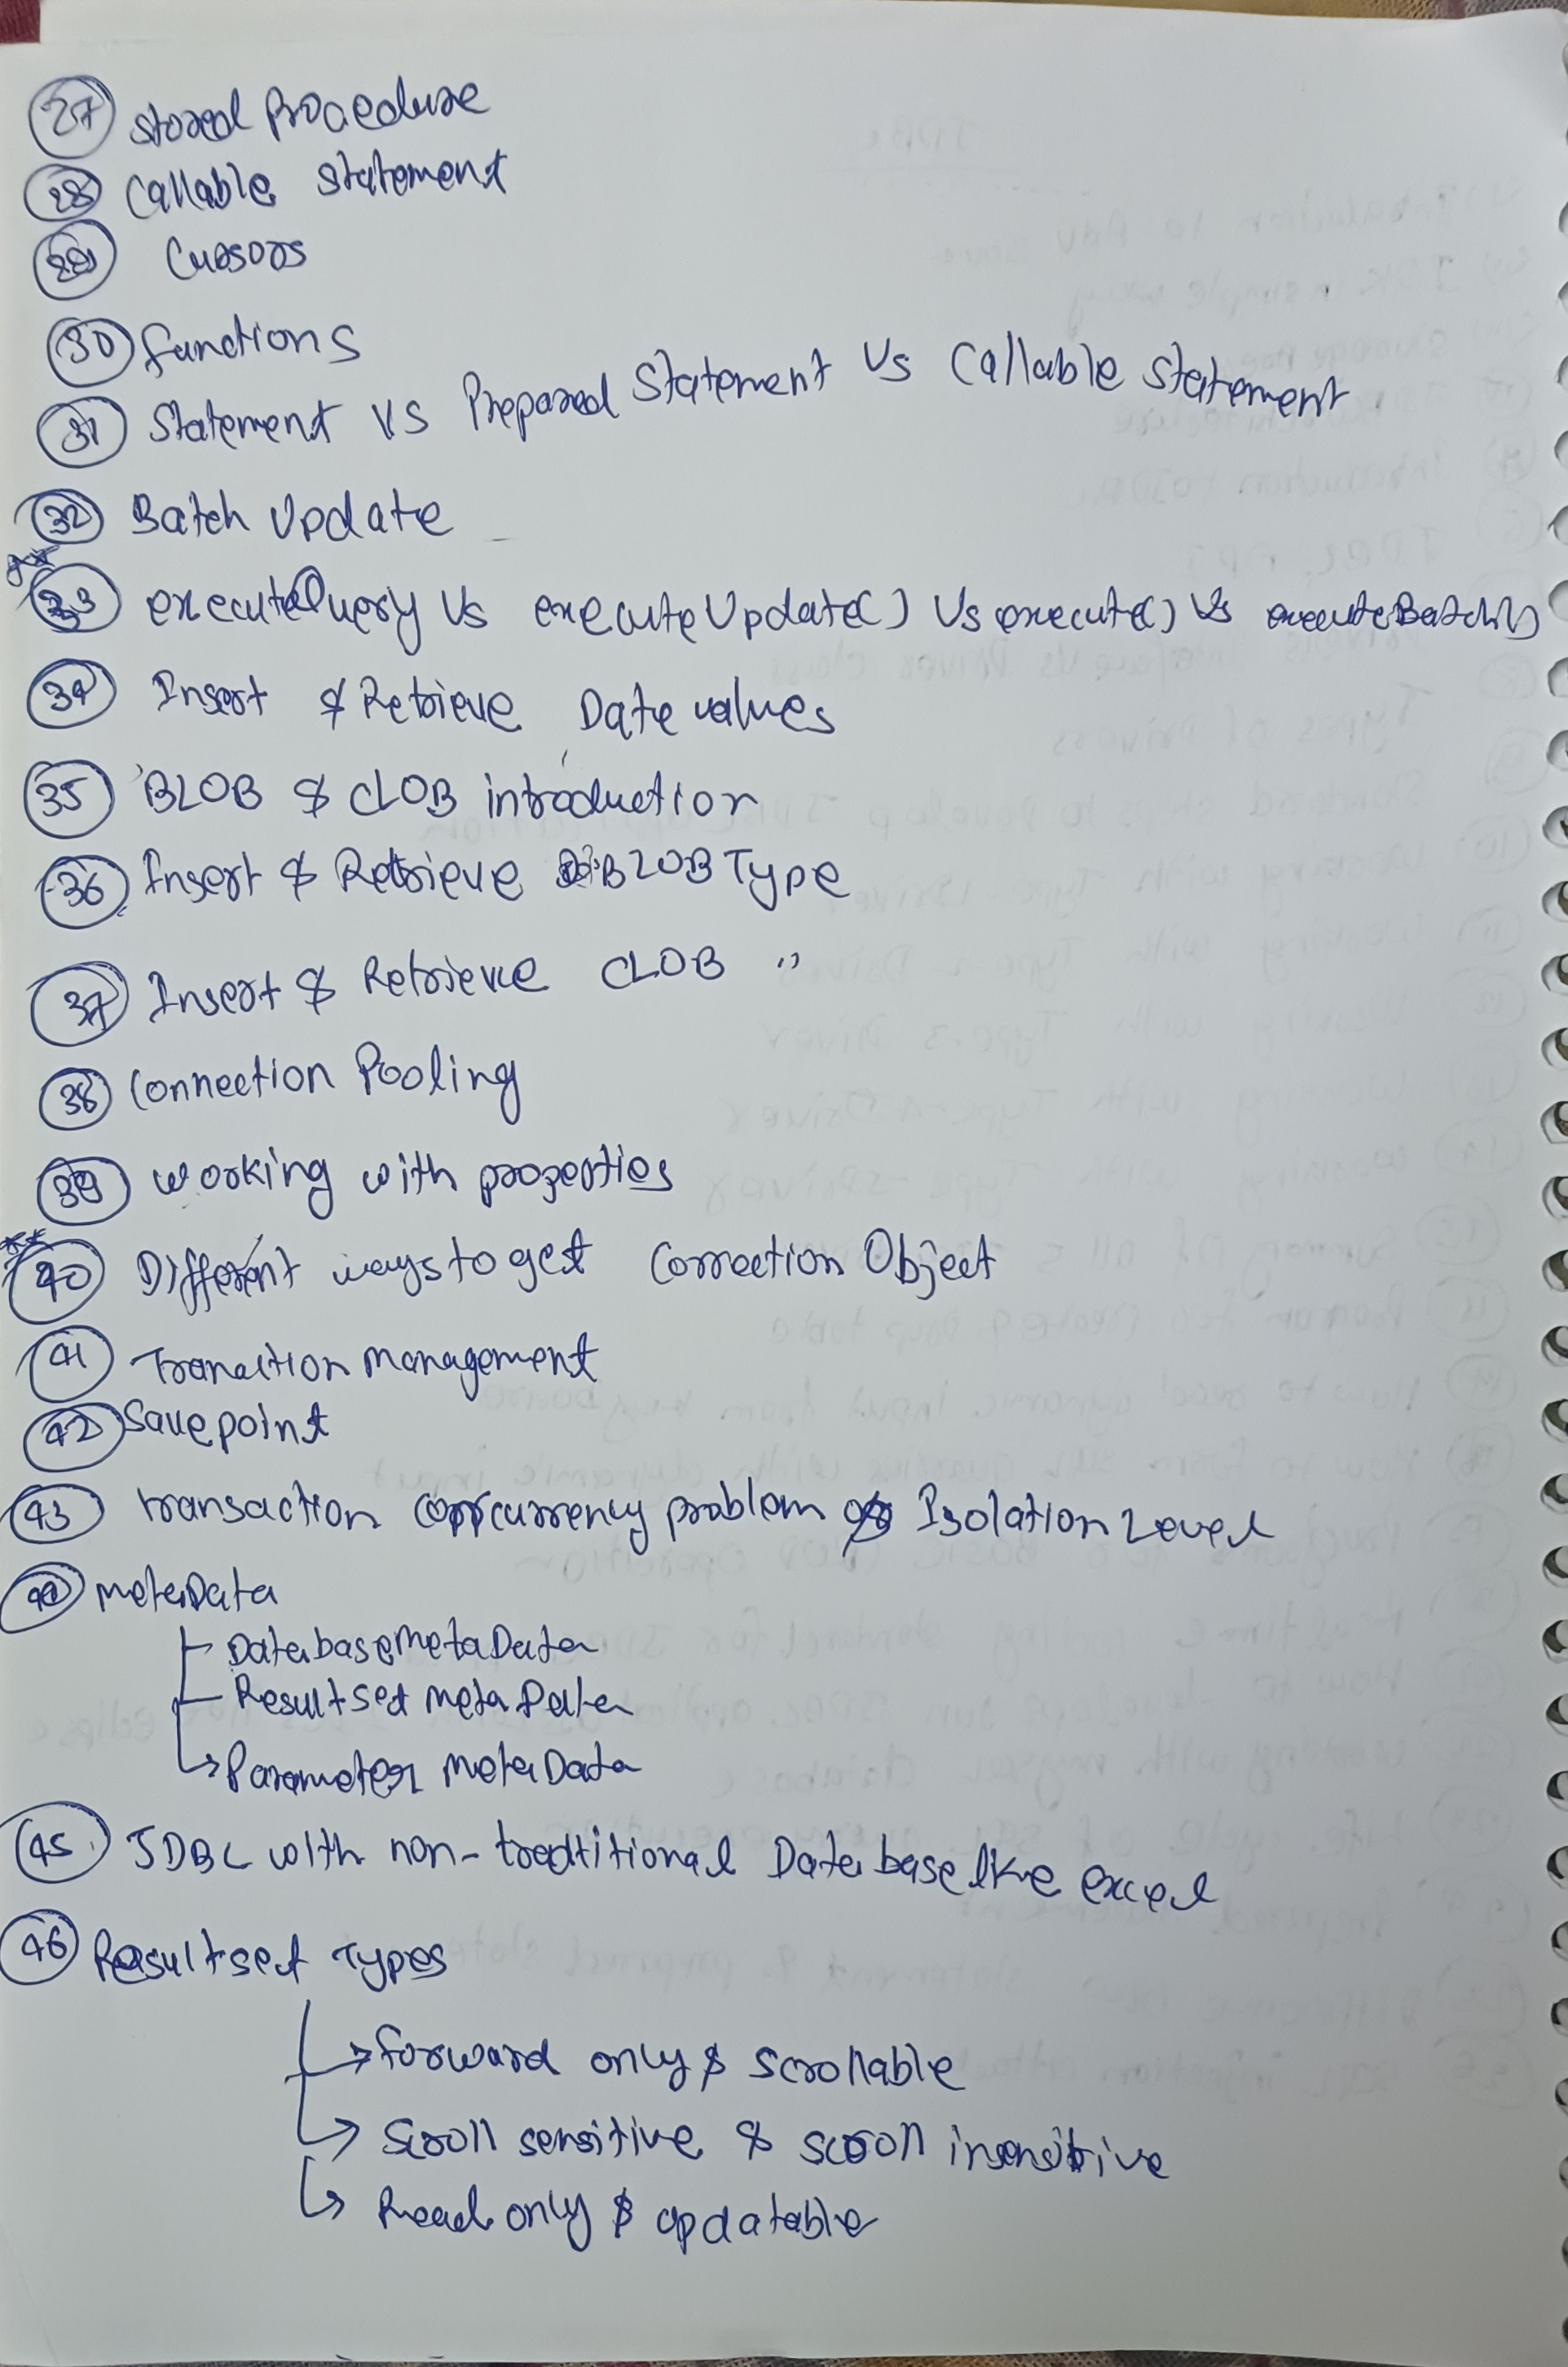 27 stored Procedure
28 Callable statement
29 Cursors
30 functions
31 Statement VS Prepared Statement Vs Callable statement
32 Batch Update
** 33 executeQuery Vs executeUpdate() Vs execute() Vs executeBatch()
34 Insert & Retrieve Date values
35 BLOB & CLOB introduction
36 Insert & Retrieve BLOB Type
37 Insert & Retrieve CLOB "
38 Connection Pooling
39 working with properties
** 40 Different ways to get Connection Object
41 Tranaction management
42 Savepoint
43 transaction concurrency problem & Isolation Level
44 metaData
DatabasemetaData
Resultset meta Data
Parameter metaData
45 JDBC with non-traditional Database like excel
46 Resultset Types
forward only & scrollable
Scroll sensitive & scroll insensitive
Read only & updatable